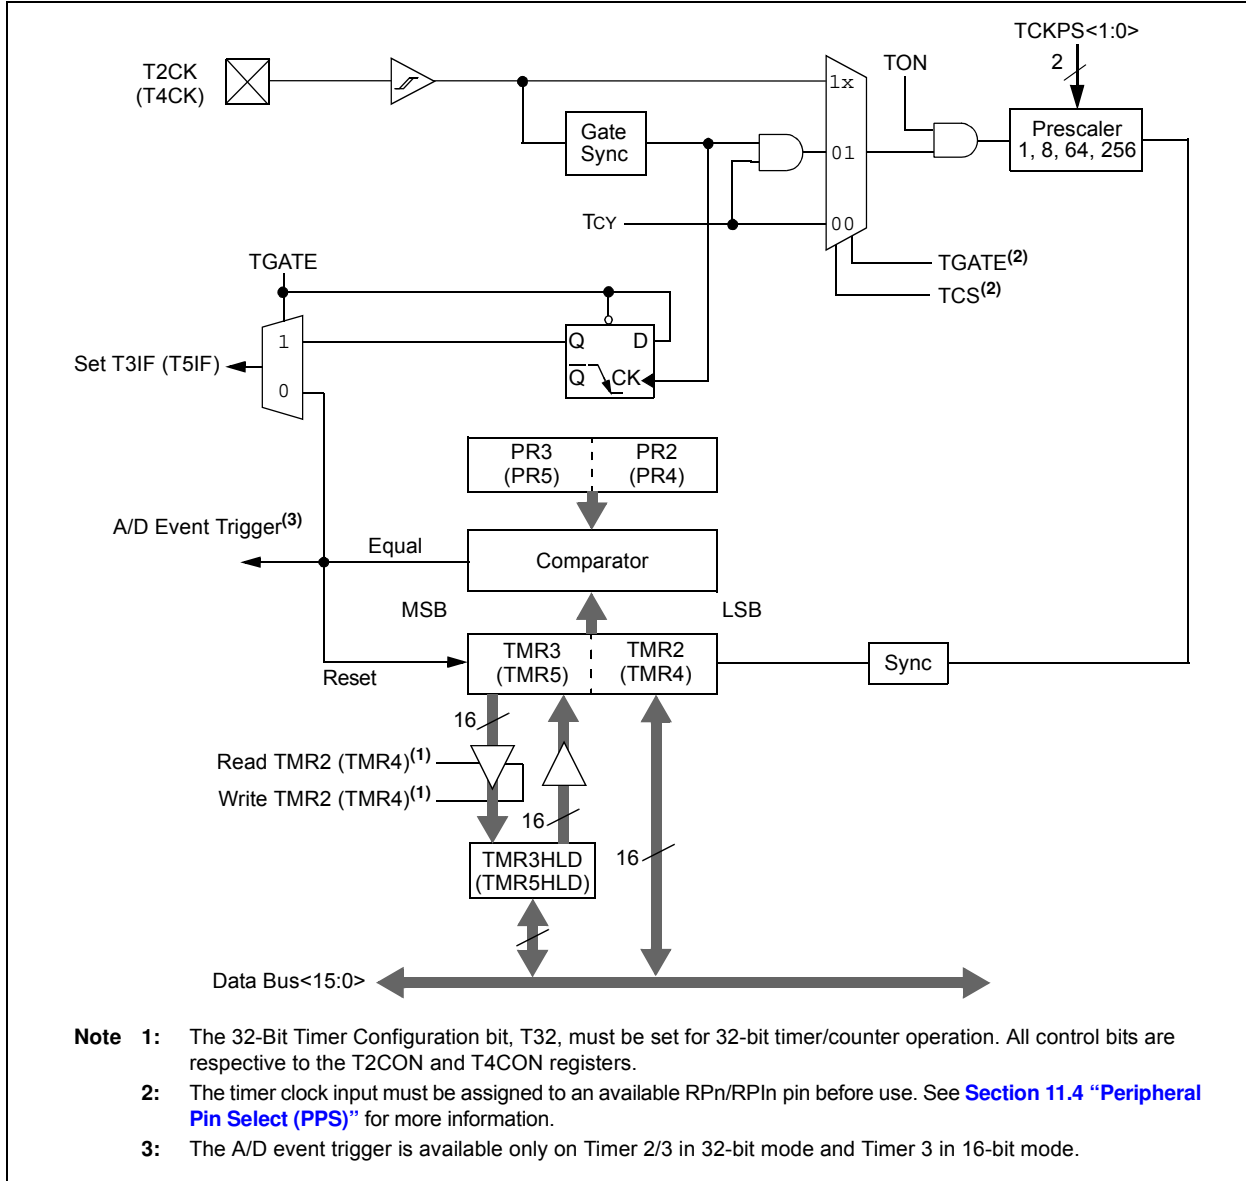 TCKPS<1:0>
2
T2CK
(T4CK)
TON
1x
Gate
Sync
Prescaler
1, 8, 64, 256
01
TCY
00
TGATE(2)
TCS(2)
TGATE
1
Q
D
Set T3IF (T5IF)
0
Q
CK
PR3
(PR5)
PR2
(PR4)
A/D Event Trigger(3)
Equal
Comparator
MSB
LSB
TMR3
(TMR5)
TMR2
(TMR4)
Sync
Reset
16
Read TMR2 (TMR4)(1)
Write TMR2 (TMR4)(1)
16
TMR3HLD
(TMR5HLD)
16
Data Bus<15:0>
Note 1: The 32-Bit Timer Configuration bit, T32, must be set for 32-bit timer/counter operation. All control bits are
respective to the T2CON and T4CON registers.
2: The timer clock input must be assigned to an available RPn/RPIn pin before use. See Section 11.4 “Peripheral
Pin Select (PPS)” for more information.
3: The A/D event trigger is available only on Timer 2/3 in 32-bit mode and Timer 3 in 16-bit mode.